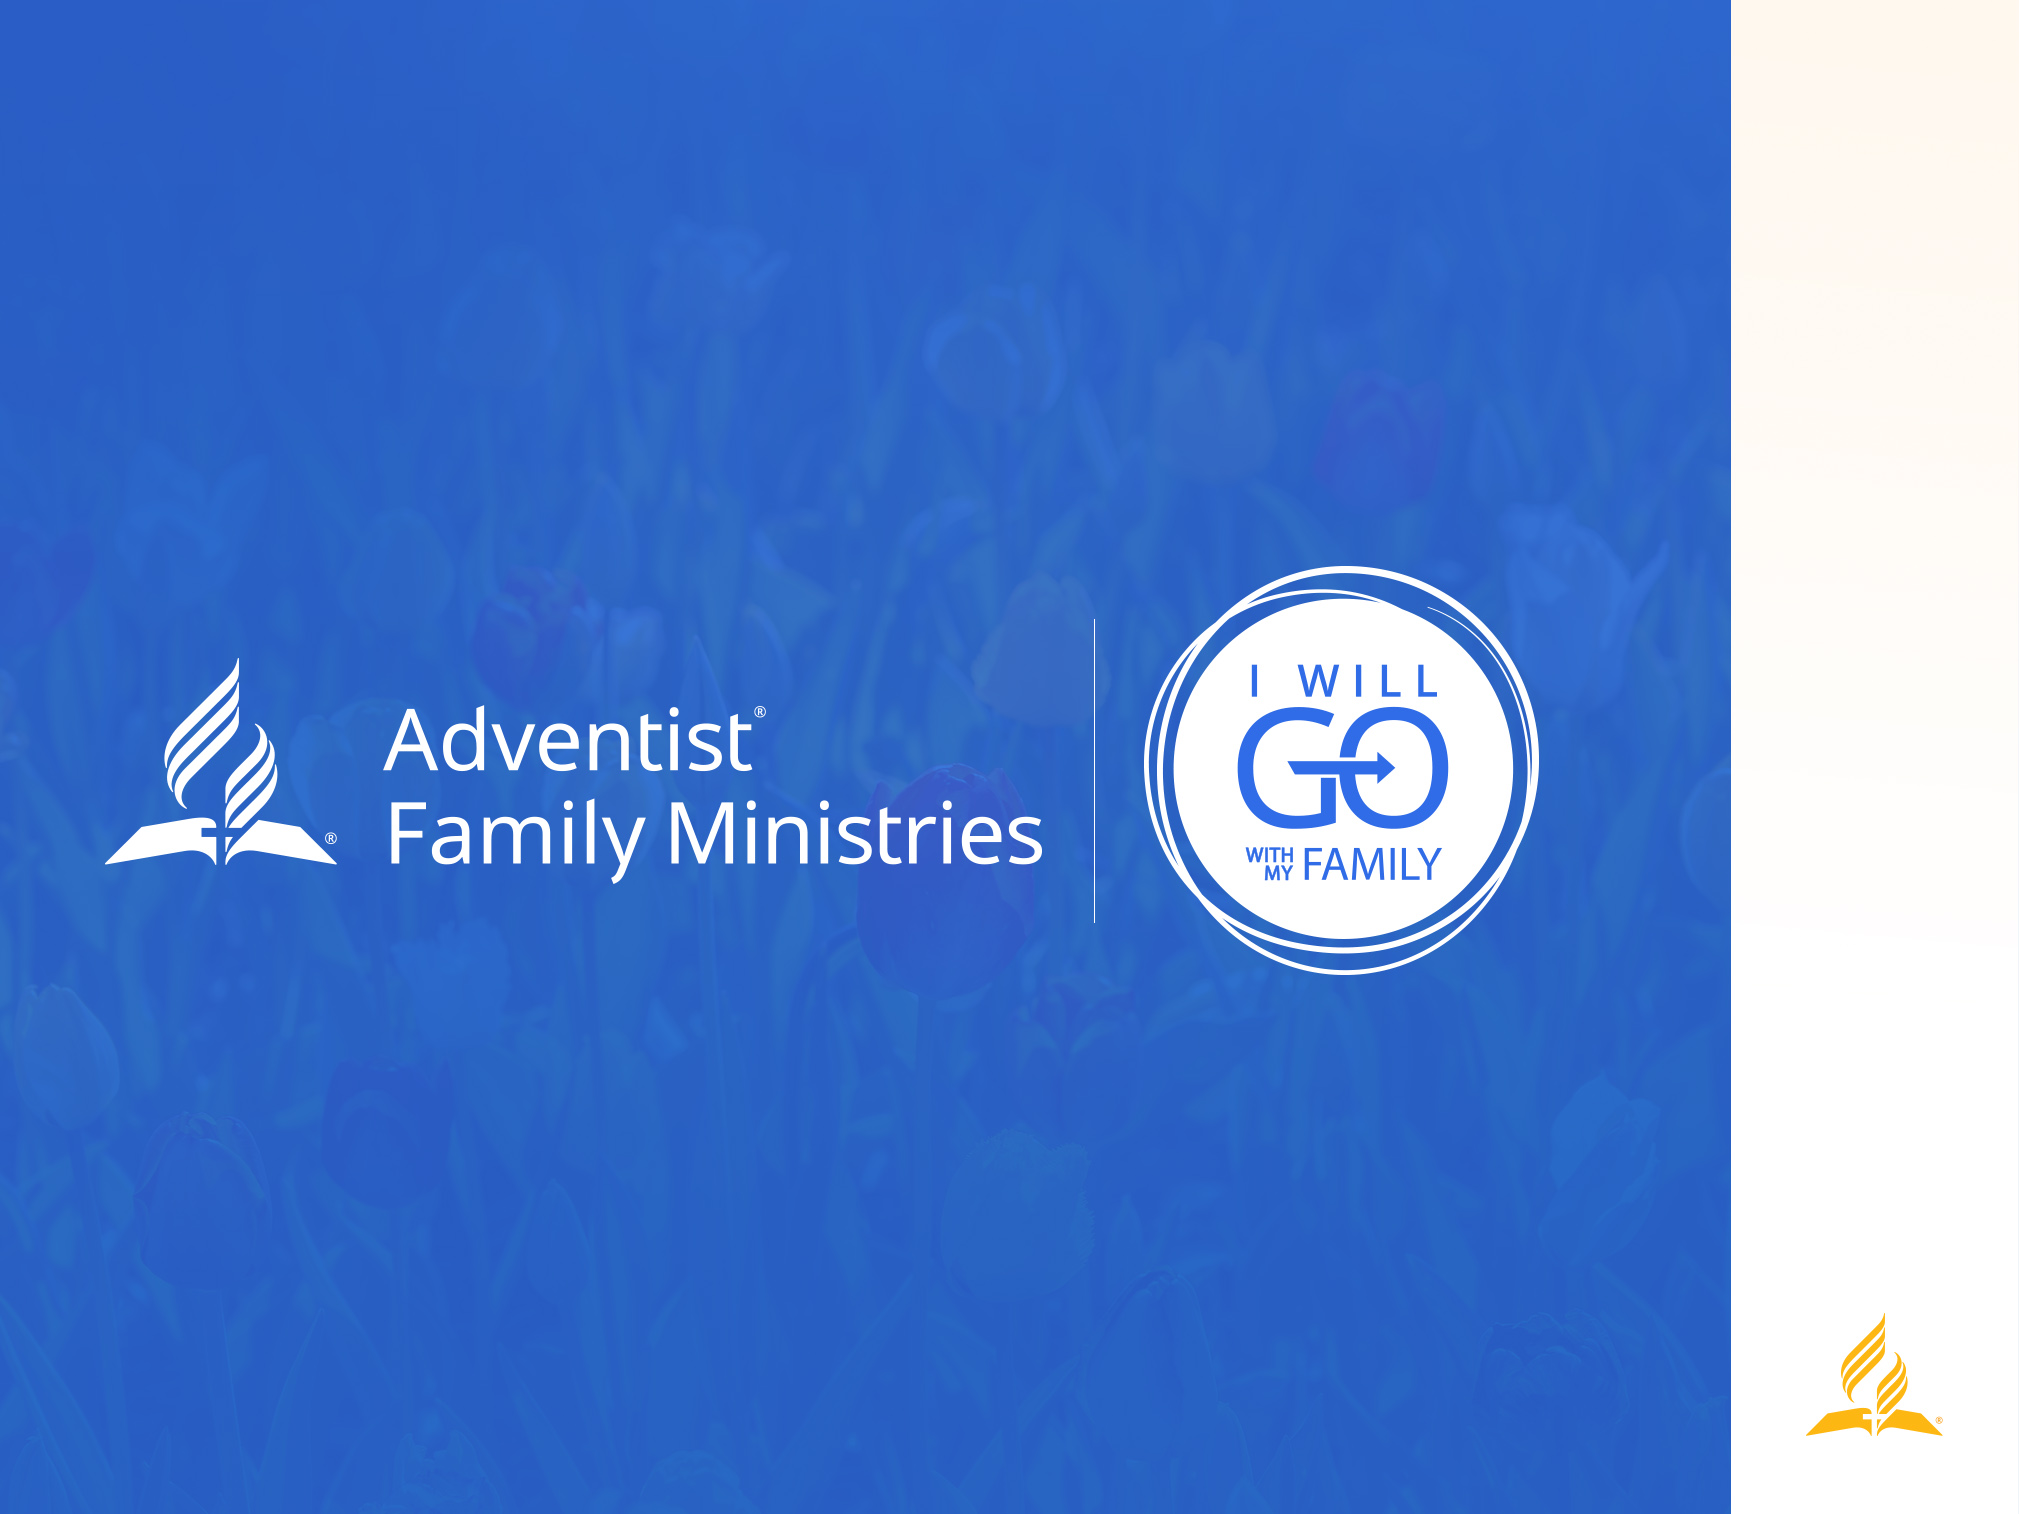 Adventist®
Family Ministries
®
I WILL
GO
WITH MY FAMILY
®